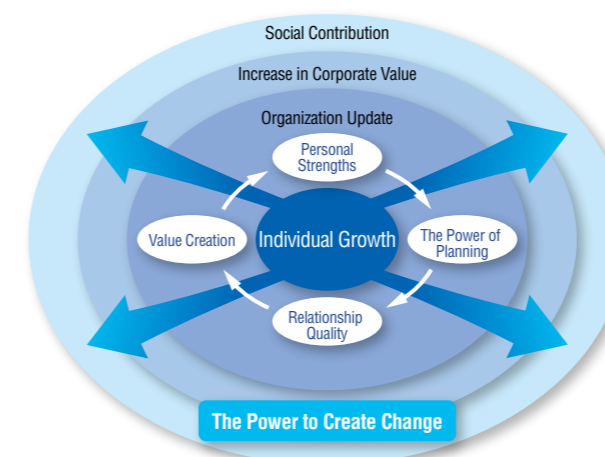 Social Contribution
Increase in Corporate Value
Organization Update
Personal
Strengths
Value Creation
Individual Growth
The Power of
Planning
Relationship
Quality
The Power to Create Change